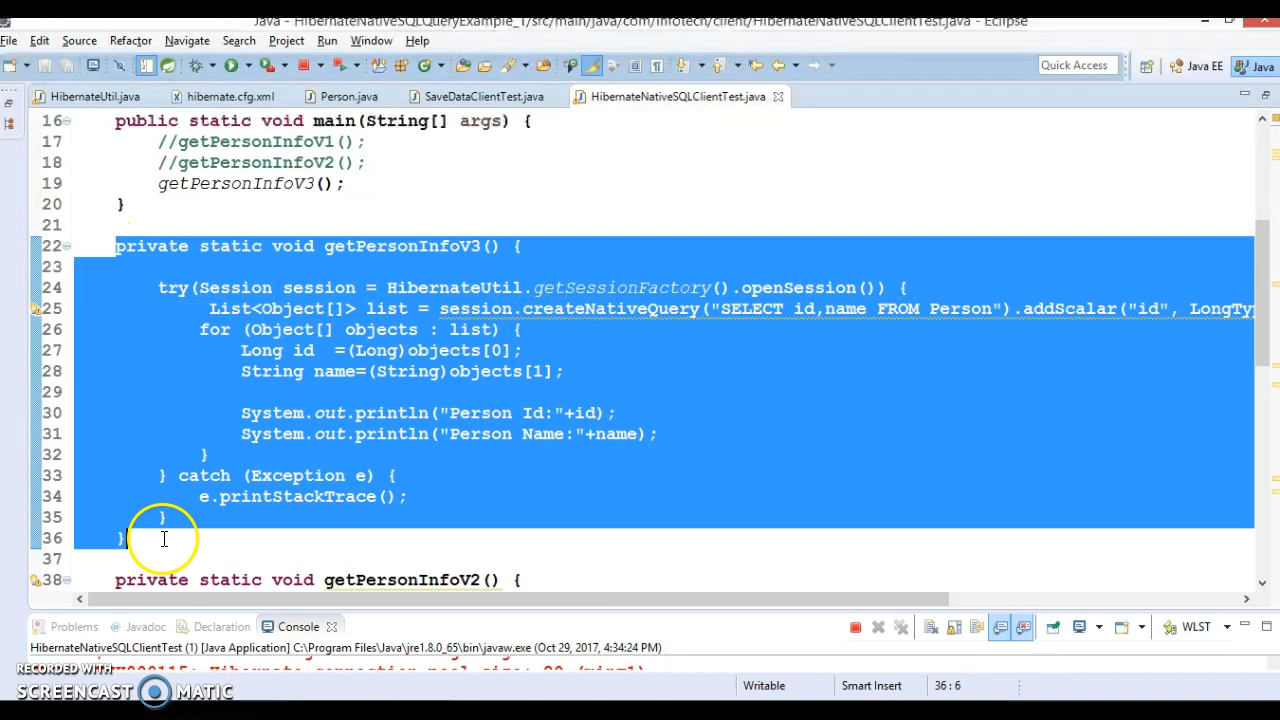 Java - HibernateNativeSQLQueryExample_1/src/main/java/com/infotech/client/HibernateNativeSQLClientTest.java - Eclipse
File Edit Source Refactor Navigate Search Project Run Window Help
Quick Access Java EE Java
HibernateUtil.java hibernate.cfg.xml Person.java SaveDataClientTest.java HibernateNativeSQLClientTest.java
16 public static void main(String[] args) {
17 //getPersonInfoV1();
18 //getPersonInfoV2();
19 getPersonInfoV3();
20 }
21
22 private static void getPersonInfoV3() {
23
24 try(Session session = HibernateUtil.getSessionFactory().openSession()) {
25 List<Object[]> list = session.createNativeQuery("SELECT id,name FROM Person").addScalar("id", LongTy
26 for (Object[] objects : list) {
27 Long id =(Long)objects[0];
28 String name=(String)objects[1];
29
30 System.out.println("Person Id:"+id);
31 System.out.println("Person Name:"+name);
32 }
33 } catch (Exception e) {
34 e.printStackTrace();
35 }
36 }
37
38 private static void getPersonInfoV2() {
Problems Javadoc Declaration Console WLST
HibernateNativeSQLClientTest (1) [Java Application] C:\Program Files\Java\jre1.8.0_65\bin\javaw.exe (Oct 29, 2017, 4:34:24 PM)
RECORDED WITH
SCREENCAST MATIC
Writable Smart Insert 36 : 6